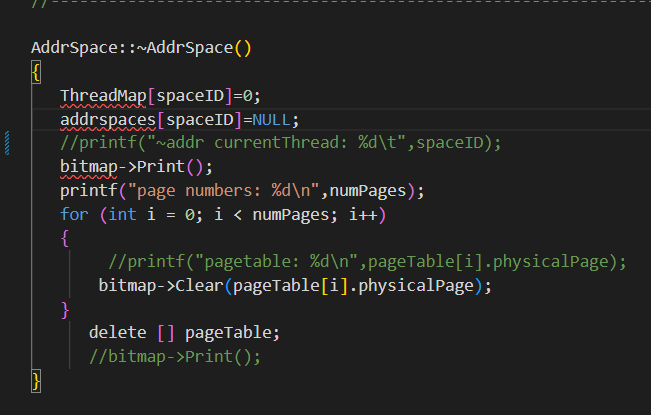 //----------------------------------------------------------------------
AddrSpace::~AddrSpace()
{
ThreadMap[spaceID]=0;
addrspaces[spaceID]=NULL;
//printf("~addr currentThread: %d\t",spaceID);
bitmap->Print();
printf("page numbers: %d\n",numPages);
for (int i = 0; i < numPages; i++)
{
//printf("pagetable: %d\n",pageTable[i].physicalPage);
bitmap->Clear(pageTable[i].physicalPage);
}
delete [] pageTable;
//bitmap->Print();
}